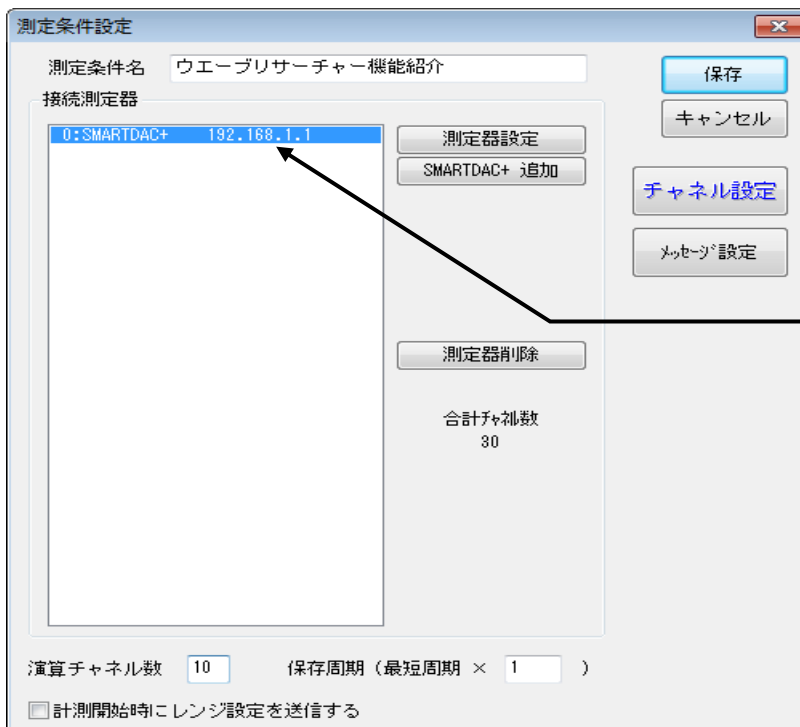 測定条件設定
測定条件名 ウエーブリサーチャー機能紹介
保存
接続測定器
キャンセル
0:SMARTDAC+ 192.168.1.1
測定器設定
SMARTDAC+ 追加
チャネル設定
メッセージ設定
測定器削除
合計チャネル数
30
演算チャネル数 10 保存周期（最短周期 × 1 ）
計測開始時にレンジ設定を送信する